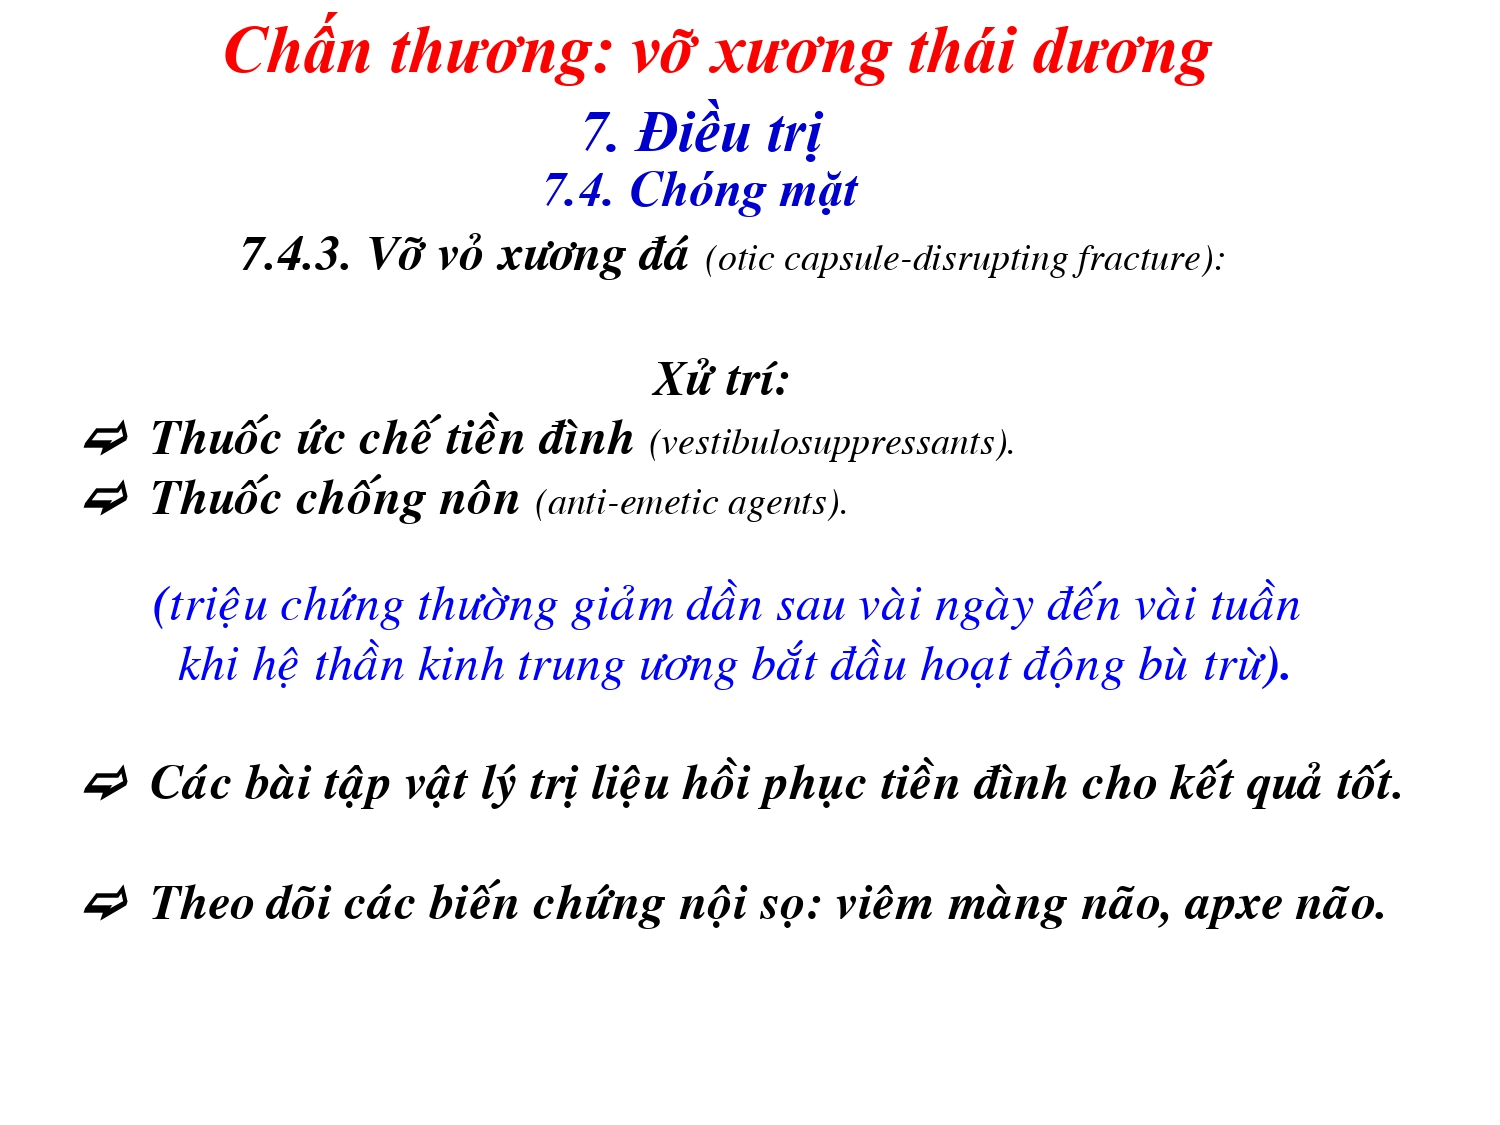 Chấn thương: vỡ xương thái dương
7. Điều trị
7.4. Chóng mặt
7.4.3. Vỡ vỏ xương đá (otic capsule-disrupting fracture):
Xử trí:
➯ Thuốc ức chế tiền đình (vestibulosuppressants).
➯ Thuốc chống nôn (anti-emetic agents).
(triệu chứng thường giảm dần sau vài ngày đến vài tuần
khi hệ thần kinh trung ương bắt đầu hoạt động bù trừ).
➯ Các bài tập vật lý trị liệu hồi phục tiền đình cho kết quả tốt.
➯ Theo dõi các biến chứng nội sọ: viêm màng não, apxe não.